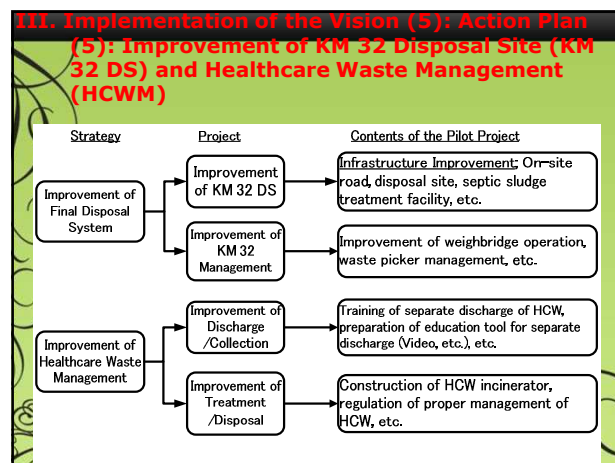 III. Implementation of the Vision (5): Action Plan
(5): Improvement of KM 32 Disposal Site (KM
32 DS) and Healthcare Waste Management
(HCWM)
Strategy
Project
Contents of the Pilot Project
Improvement of
Final Disposal
System
Improvement
of KM 32 DS
Infrastructure Improvement; On-site
road, disposal site, septic sludge
treatment facility, etc.
Improvement of
KM 32
Management
Improvement of weighbridge operation,
waste picker management, etc.
Improvement of
Healthcare Waste
Management
Improvement of
Discharge
/Collection
Training of separate discharge of HCW,
preparation of education tool for separate
discharge (Video, etc.), etc.
Improvement of
Treatment
/Disposal
Construction of HCW incinerator,
regulation of proper management of
HCW, etc.